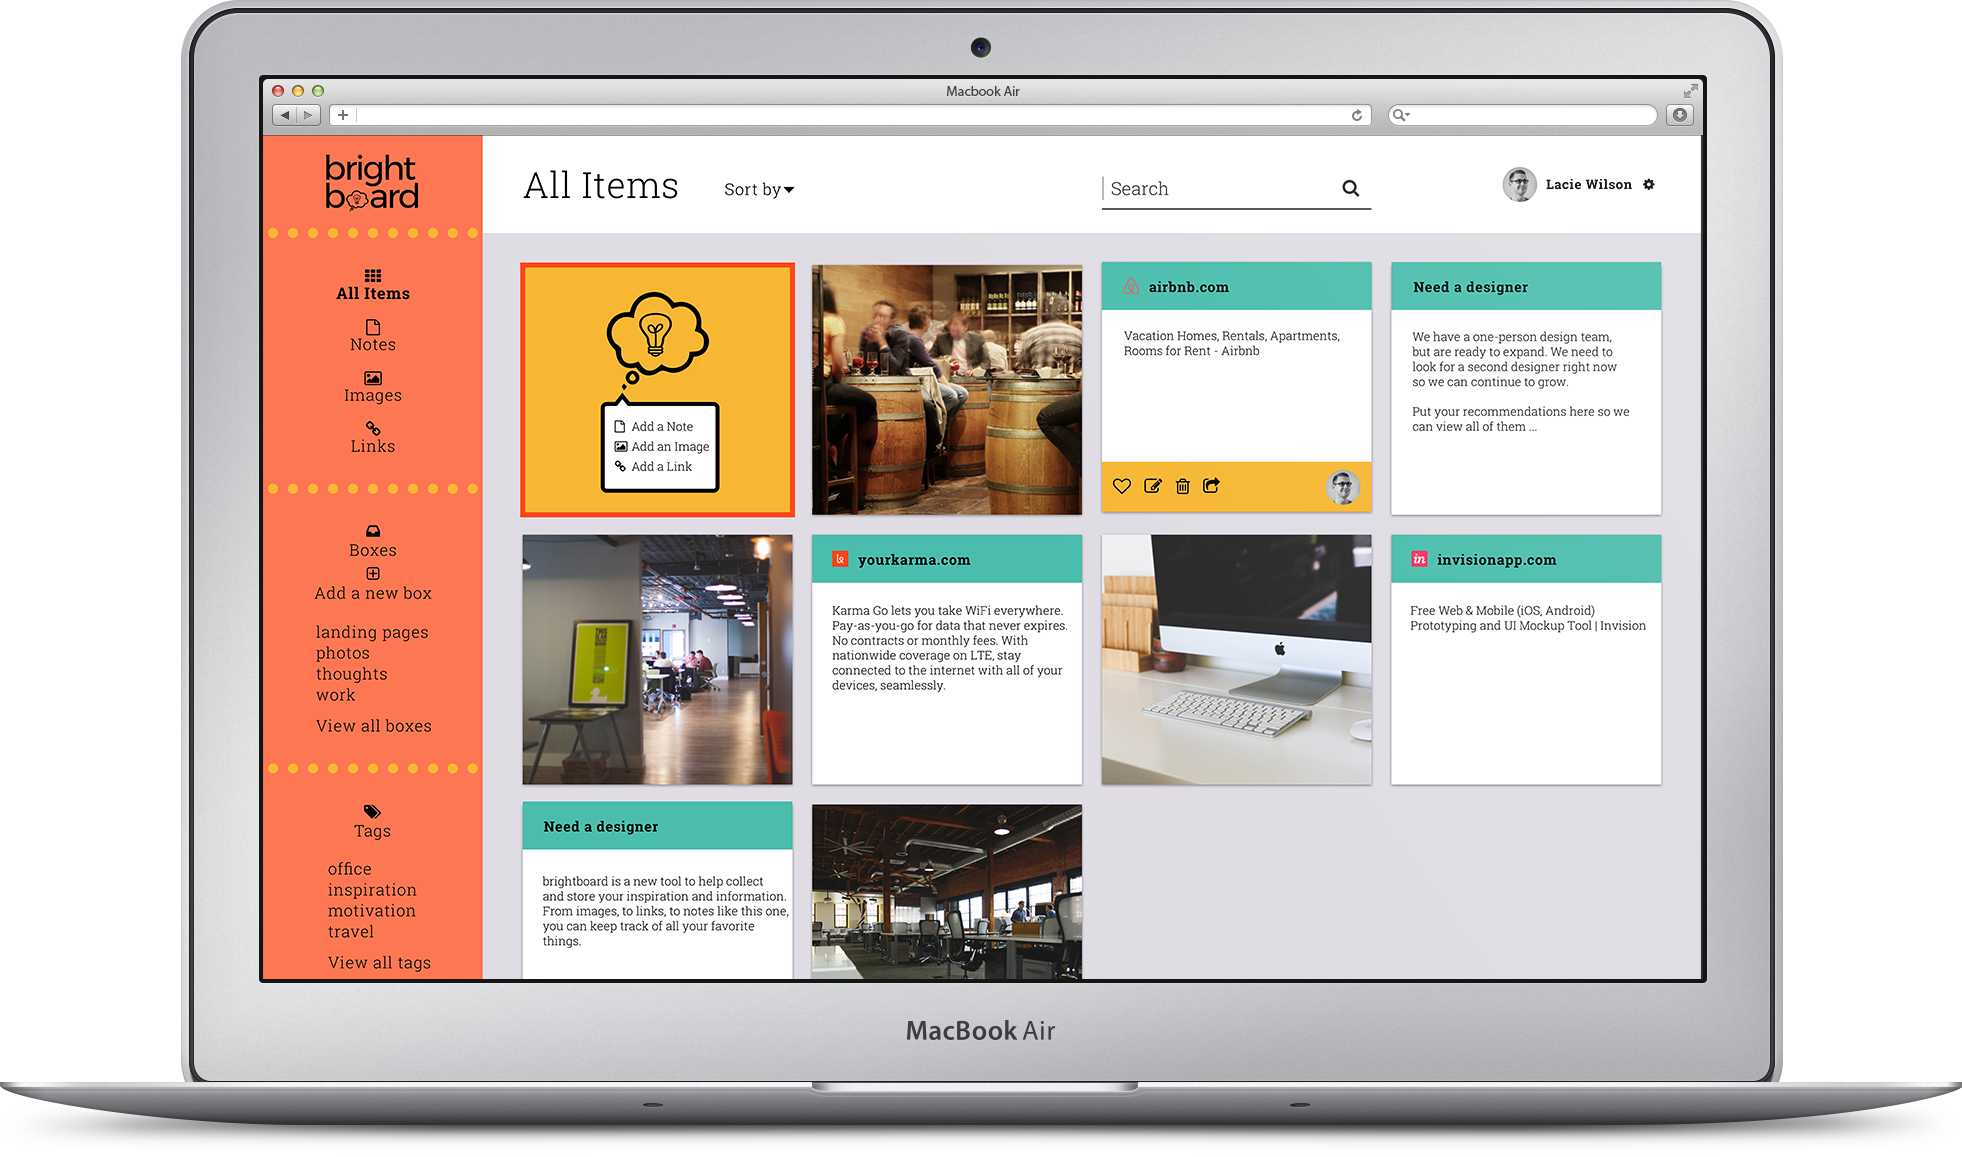 Macbook Air
bright
board
All Items
Notes
Images
Links
Boxes
Add a new box
landing pages
photos
thoughts
work
View all boxes
Tags
office
inspiration
motivation
travel
View all tags
All Items
Sort by
Search
Lacie Wilson
Add a Note
Add an Image
Add a Link
airbnb.com
Vacation Homes, Rentals, Apartments,
Rooms for Rent - Airbnb
Need a designer
We have a one-person design team,
but are ready to expand. We need to
look for a second designer right now
so we can continue to grow.
Put your recommendations here so we
can view all of them ...
yourkarma.com
Karma Go lets you take WiFi everywhere.
Pay-as-you-go for data that never expires.
No contracts or monthly fees. With
nationwide coverage on LTE, stay
connected to the internet with all of your
devices, seamlessly.
in
invisionapp.com
Free Web & Mobile (iOS, Android)
Prototyping and UI Mockup Tool | Invision
Need a designer
brightboard is a new tool to help collect
and store your inspiration and information.
From images, to links, to notes like this one,
you can keep track of all your favorite
things.
MacBook Air